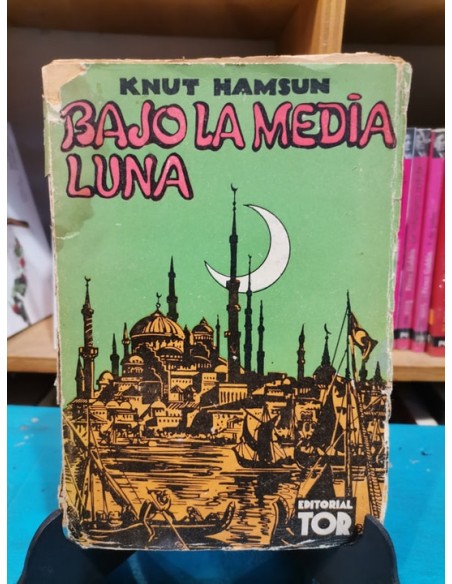 KNUT HAMSUN
BAJO LA MEDIA
LUNA
EDITORIAL
TOR